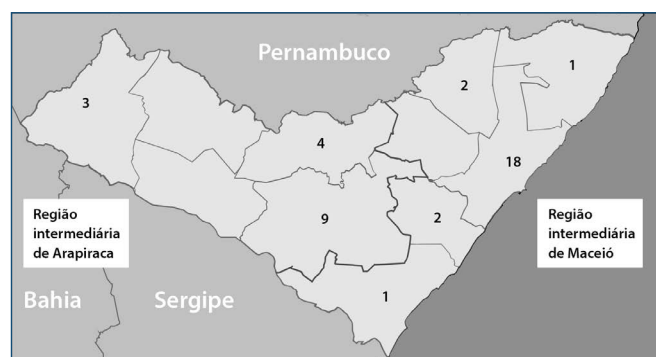 Pernambuco
1
2
3
4
18
9
2
Região
intermediária
de Arapiraca
Região
intermediária
de Maceió
1
Bahia
Sergipe